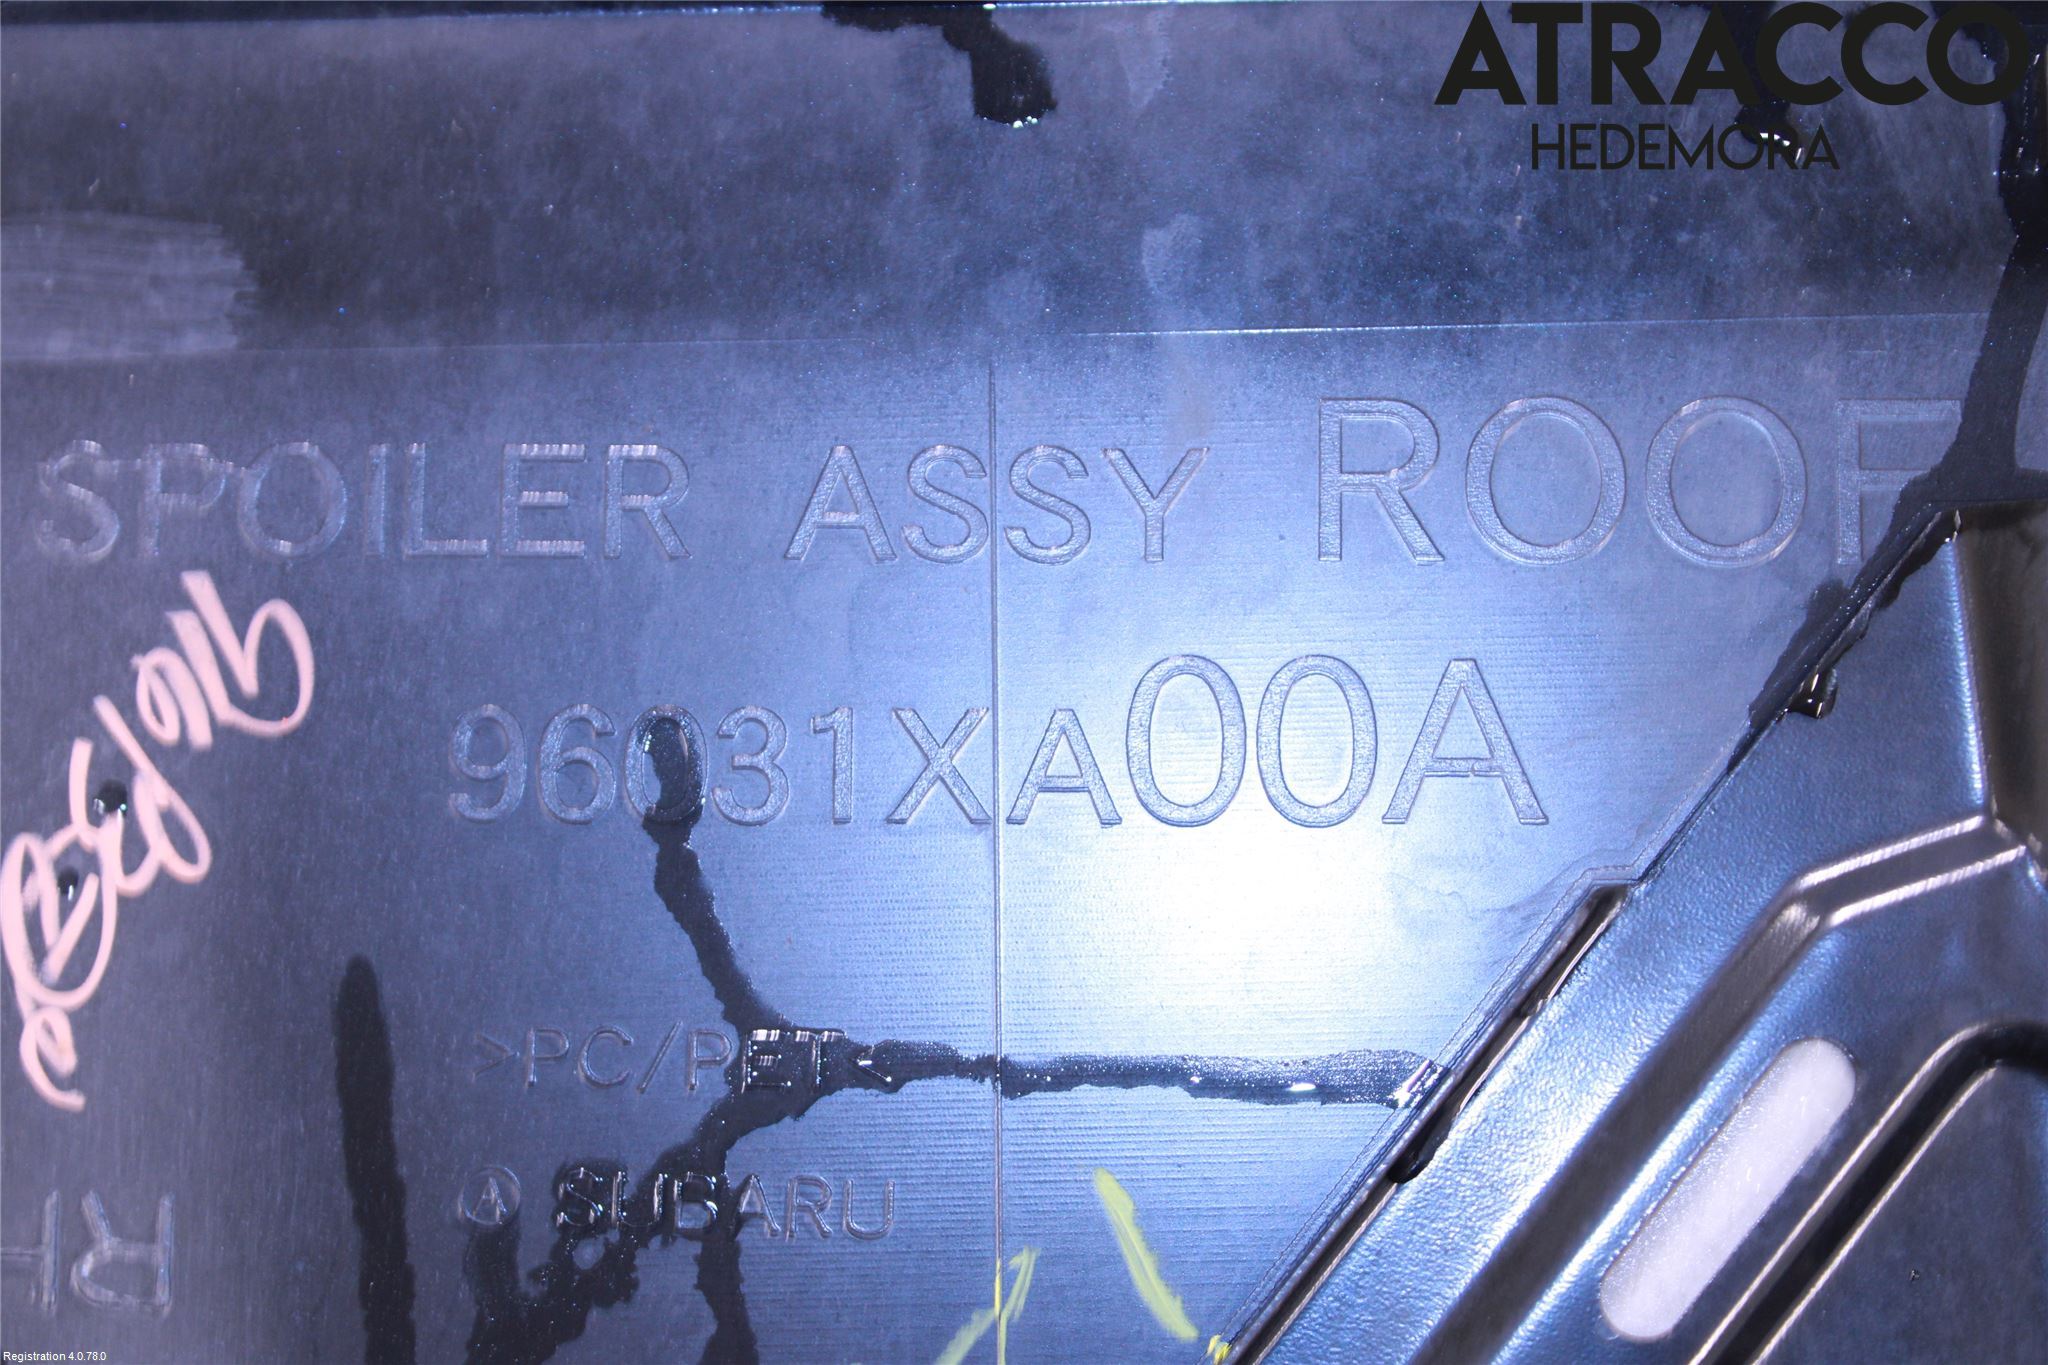 ATRACCO
HEDEMORA
SPOILER ASSY ROOF
96031XA00A
>PC/PET<
A SUBARU
RH
Registration 4.0.78.0